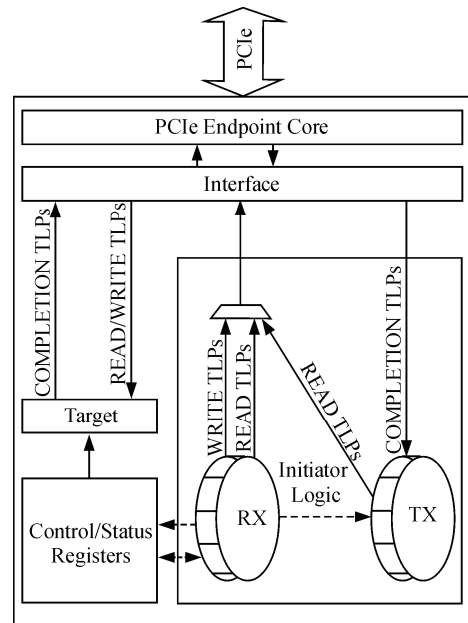 PCIe
PCIe Endpoint Core
Interface
COMPLETION TLPs
READ/WRITE TLPs
COMPLETION TLPs
WRITE TLPs
READ TLPs
READ TLPs
Target
Initiator
Logic
RX
TX
Control/Status
Registers